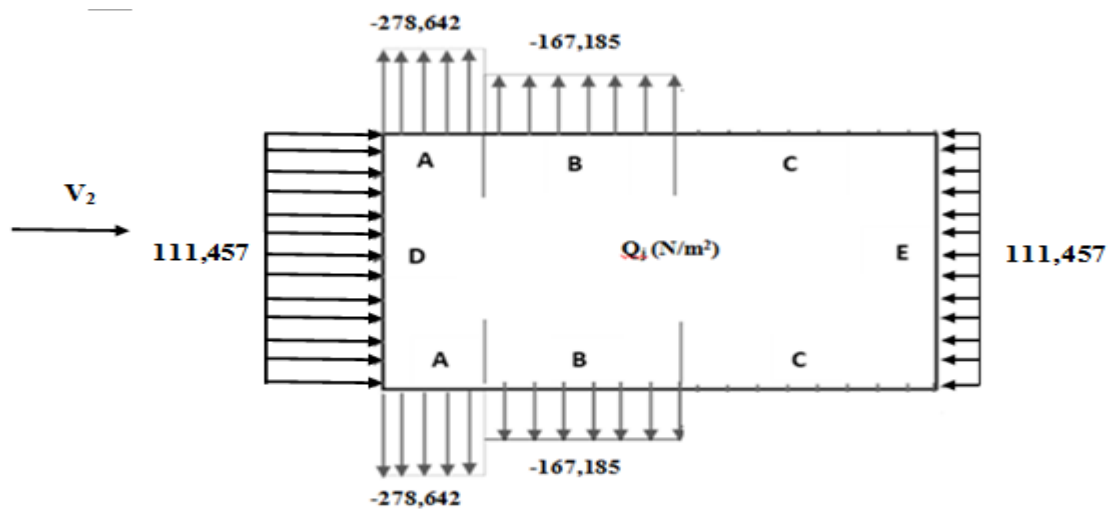 -278,642
-167,185
A
B
C
V₂
111,457
D
Qⱼ (N/m²)
E
111,457
A
B
C
-167,185
-278,642